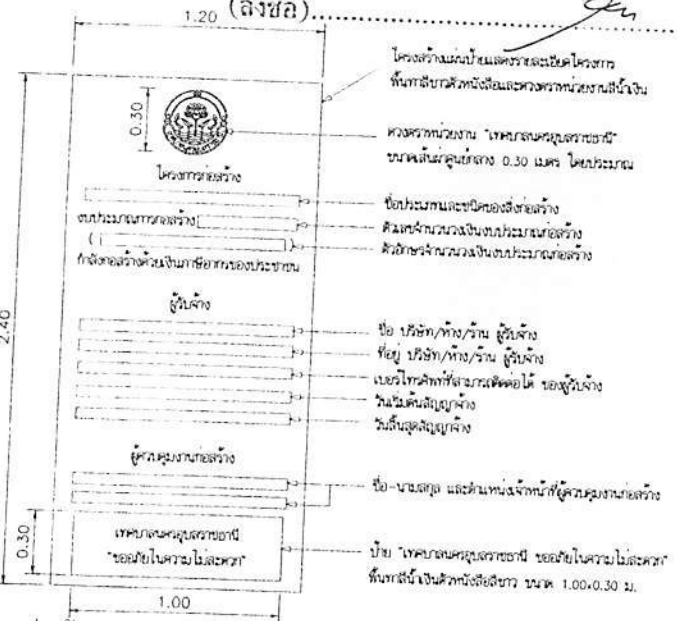 (ลงชื่อ)
1.20
โครงสร้างแผ่นป้ายแสดงรายละเอียดโครงการ
พื้นทาสีขาวตัวหนังสือและดวงตราหน่วยงานสีน้ำเงิน
0.30
ดวงตราหน่วยงาน "เทศบาลนครอุบลราชธานี"
ขนาดเส้นผ่าศูนย์กลาง 0.30 เมตร โดยประมาณ
โครงการก่อสร้าง
ชื่อประเภทและชนิดของสิ่งก่อสร้าง
งบประมาณการก่อสร้าง
ตัวเลขจำนวนวงเงินงบประมาณก่อสร้าง
( )
ตัวอักษรจำนวนวงเงินงบประมาณก่อสร้าง
กำลังก่อสร้างด้วยเงินภาษีอากรของประชาชน
2.40
ผู้รับจ้าง
ชื่อ บริษัท/ห้าง/ร้าน ผู้รับจ้าง
ที่อยู่ บริษัท/ห้าง/ร้าน ผู้รับจ้าง
เบอร์โทรศัพท์ที่สามารถติดต่อได้ ของผู้รับจ้าง
วันเริ่มต้นสัญญาจ้าง
วันสิ้นสุดสัญญาจ้าง
ผู้ควบคุมงานก่อสร้าง
ชื่อ-นามสกุล และตำแหน่งเจ้าหน้าที่ผู้ควบคุมงานก่อสร้าง
0.30
เทศบาลนครอุบลราชธานี
"ขออภัยในความไม่สะดวก"
ป้าย "เทศบาลนครอุบลราชธานี ขออภัยในความไม่สะดวก"
พื้นทาสีน้ำเงินตัวหนังสือสีขาว ขนาด 1.00×0.30 ม.
1.00